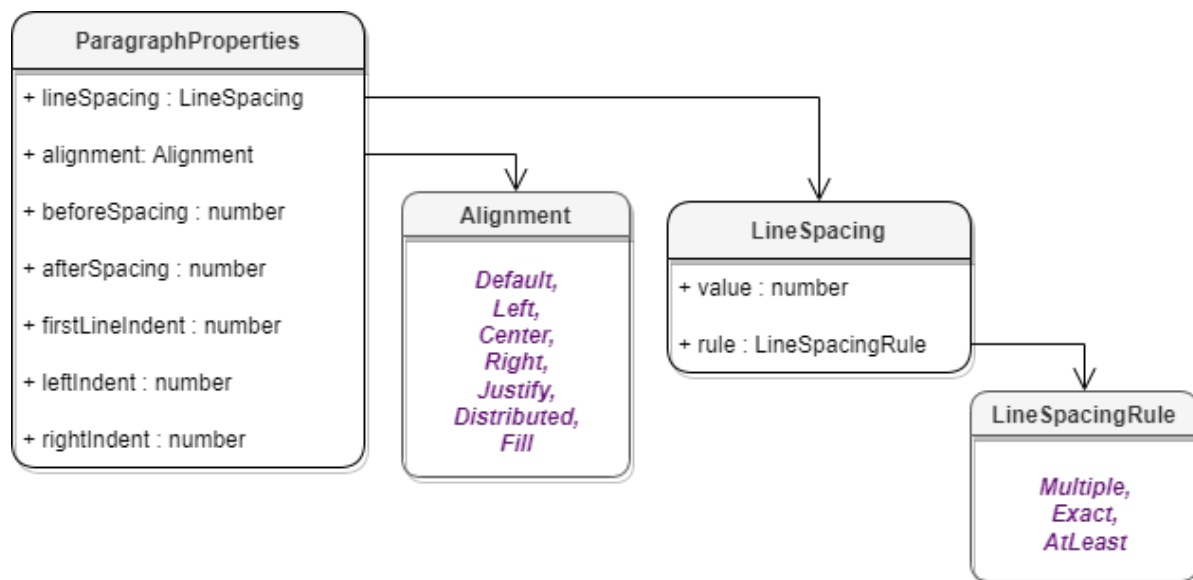 ParagraphProperties
+ lineSpacing : LineSpacing
+ alignment: Alignment
+ beforeSpacing : number
+ afterSpacing : number
+ firstLineIndent : number
+ leftIndent : number
+ rightIndent : number
Alignment
Default,
Left,
Center,
Right,
Justify,
Distributed,
Fill
LineSpacing
+ value : number
+ rule : LineSpacingRule
LineSpacingRule
Multiple,
Exact,
AtLeast